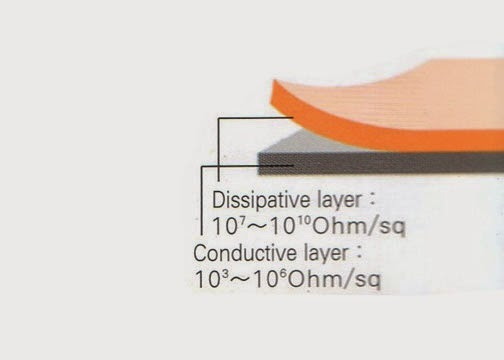 Dissipative layer :
10⁷～10¹⁰Ohm/sq
Conductive layer :
10³～10⁶Ohm/sq